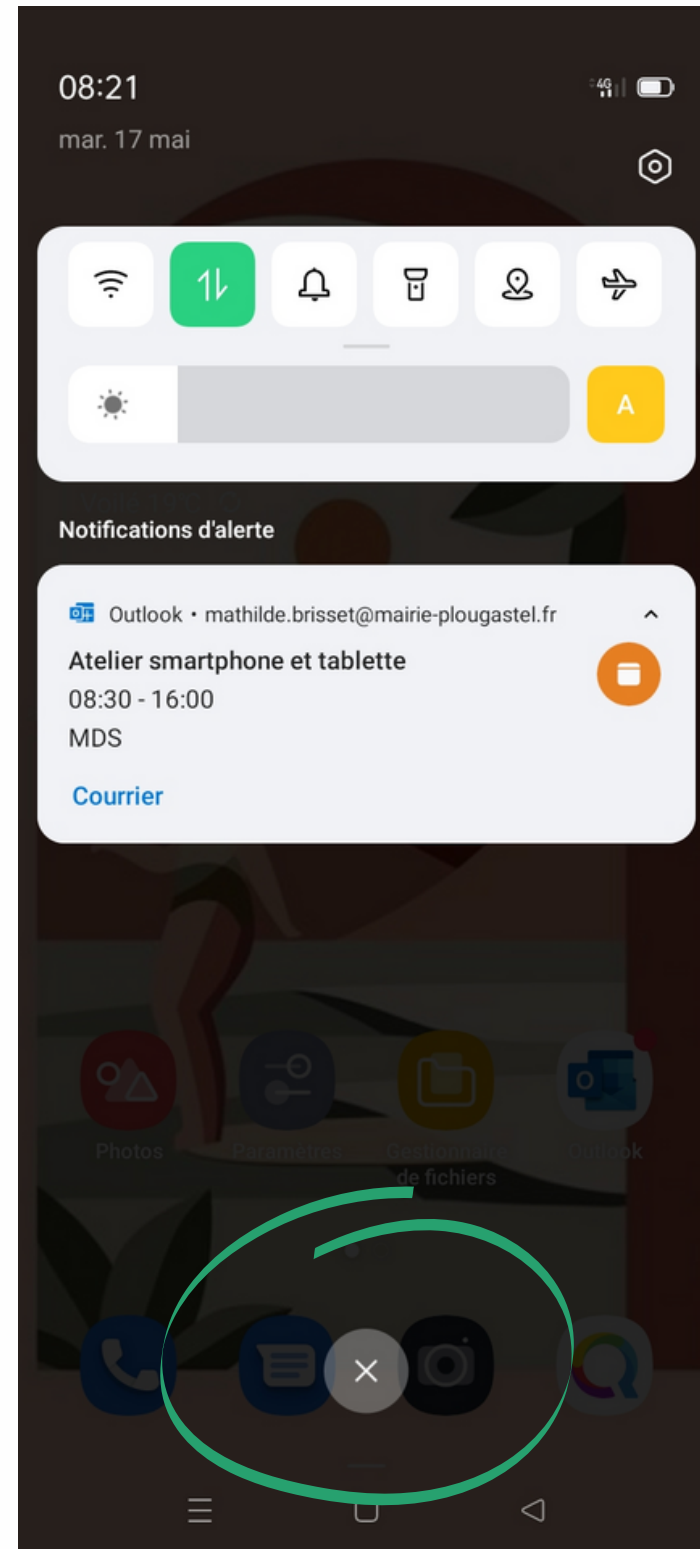 08:21
4G
mar. 17 mai
A
Notifications d'alerte
Outlook • mathilde.brisset@mairie-plougastel.fr
Atelier smartphone et tablette
08:30 - 16:00
MDS
Courrier
Photos Paramètres Gestionnaire Outlook
de fichiers